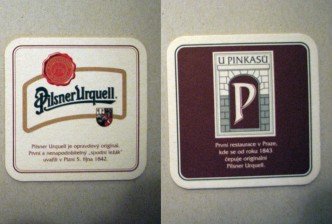 Pilsner Urquell.
Pilsner Urquell je opravdový originál.
První a nenapodobitelný „spodní ležák“
uvařili v Plzni 5. října 1842.
U PINKASŮ
P
První restaurace v Praze,
kde se od roku 1843
čepuje originální
Pilsner Urquell.